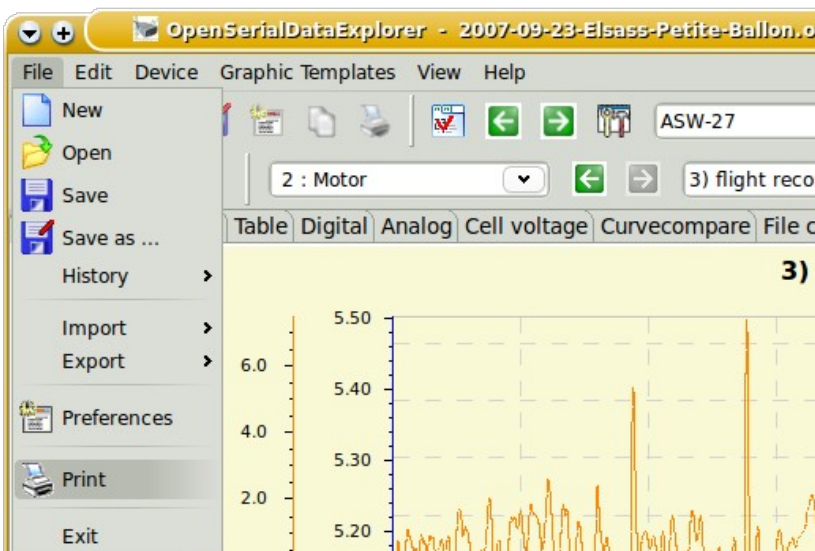 OpenSerialDataExplorer - 2007-09-23-Elsass-Petite-Ballon.o
File Edit Device Graphic Templates View Help
New
ASW-27
Open
2 : Motor
3) flight reco
Save
Table Digital Analog Cell voltage Curvecompare File c
Save as ...
History
3)
Import
Export
Preferences
Print
Exit
5.50
6.0
5.40
4.0
5.30
2.0
5.20